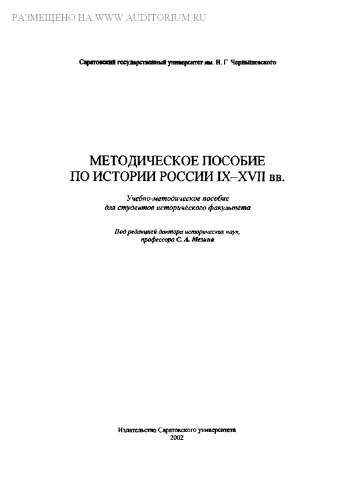 РАЗМЕЩЕНО НА WWW.AUDITORIUM.RU
Саратовский государственный университет им. Н. Г Чернышевского
МЕТОДИЧЕСКОЕ ПОСОБИЕ
ПО ИСТОРИИ РОССИИ IX–XVII вв.
Учебно-методическое пособие
для студентов исторического факультета
Под редакцией доктора исторических наук,
профессора С. А. Мезина
Издательство Саратовского университета
2002